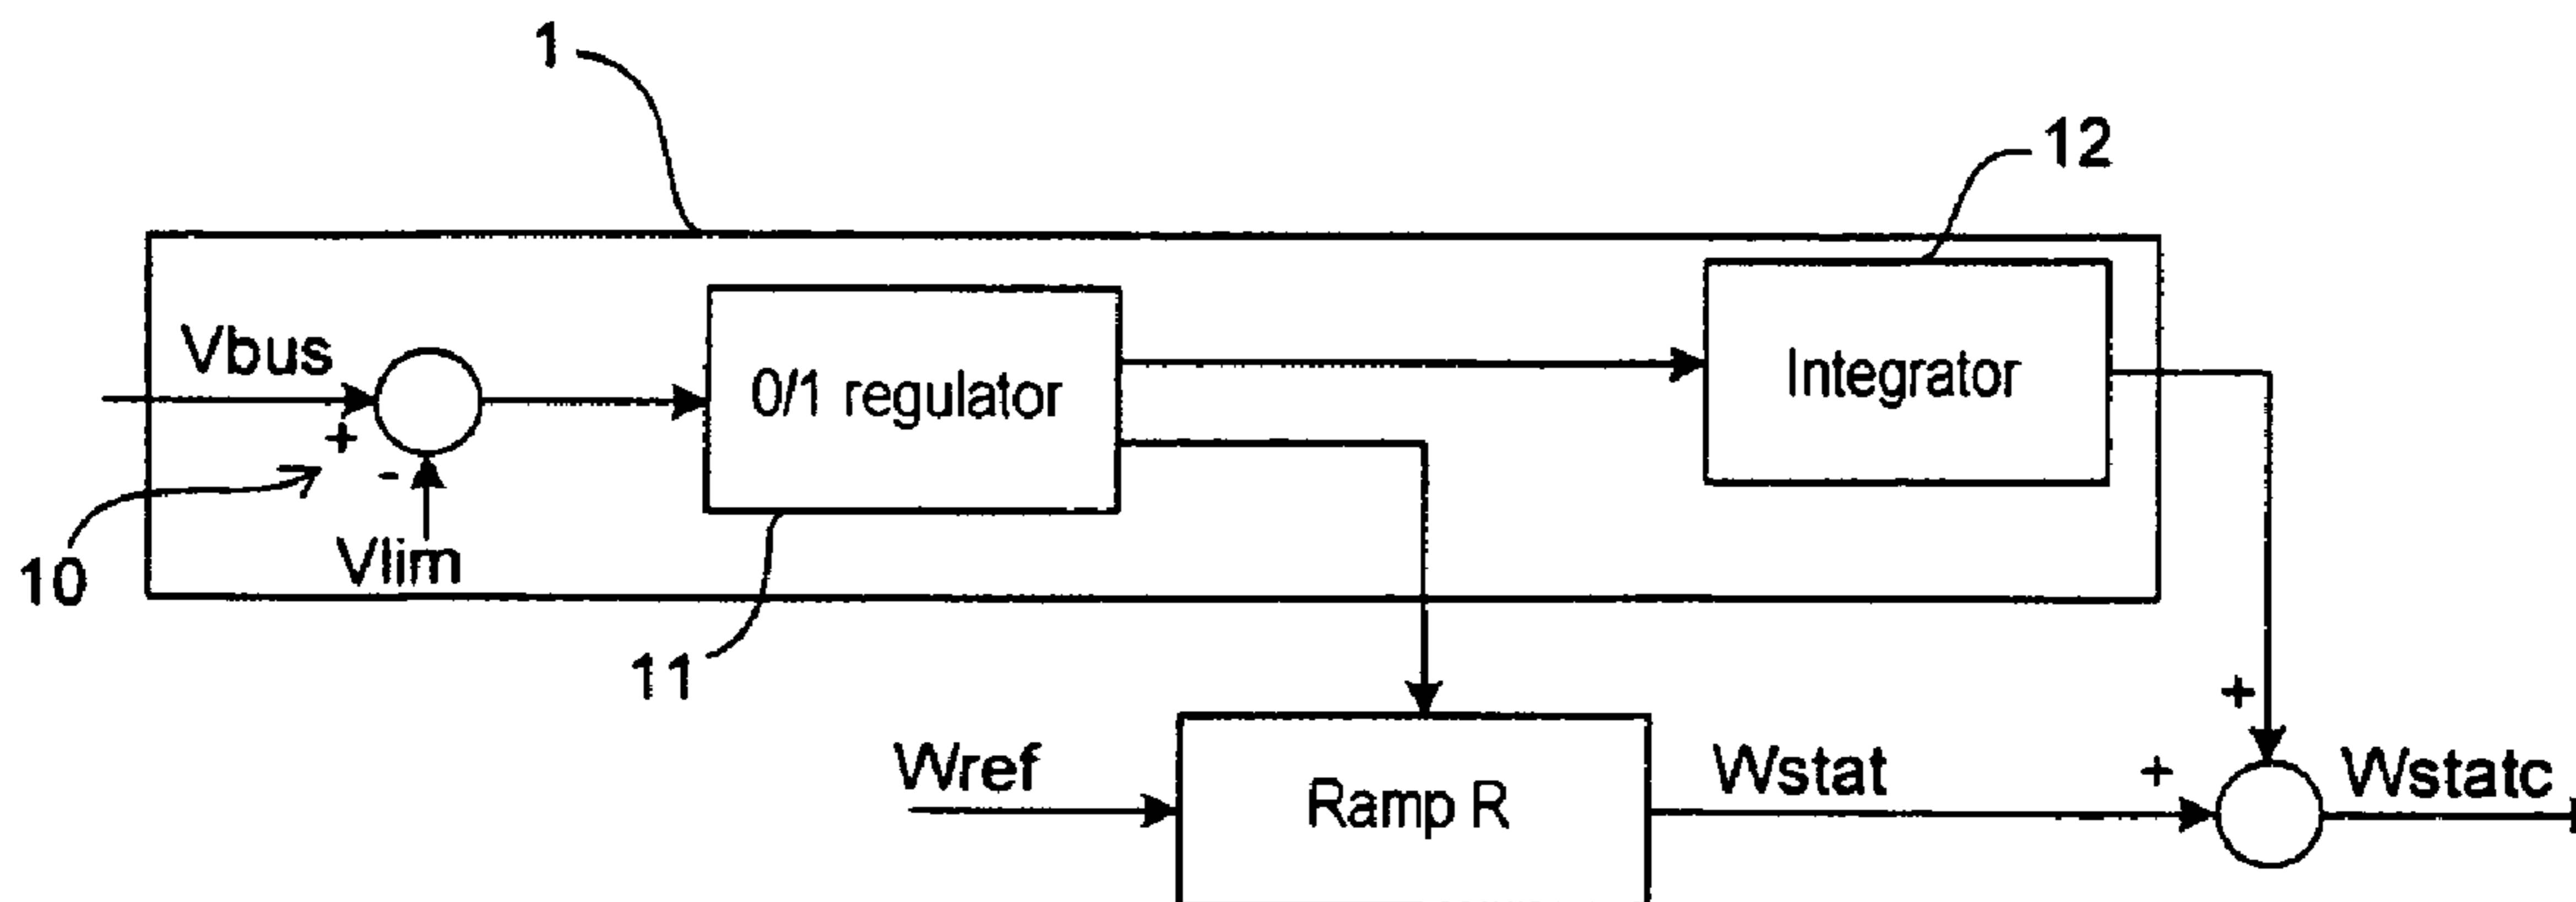 1
12
Vbus
+
-
Vlim
10
0/1 regulator
11
Integrator
+
Wref
Ramp R
Wstat
+
Wstatc